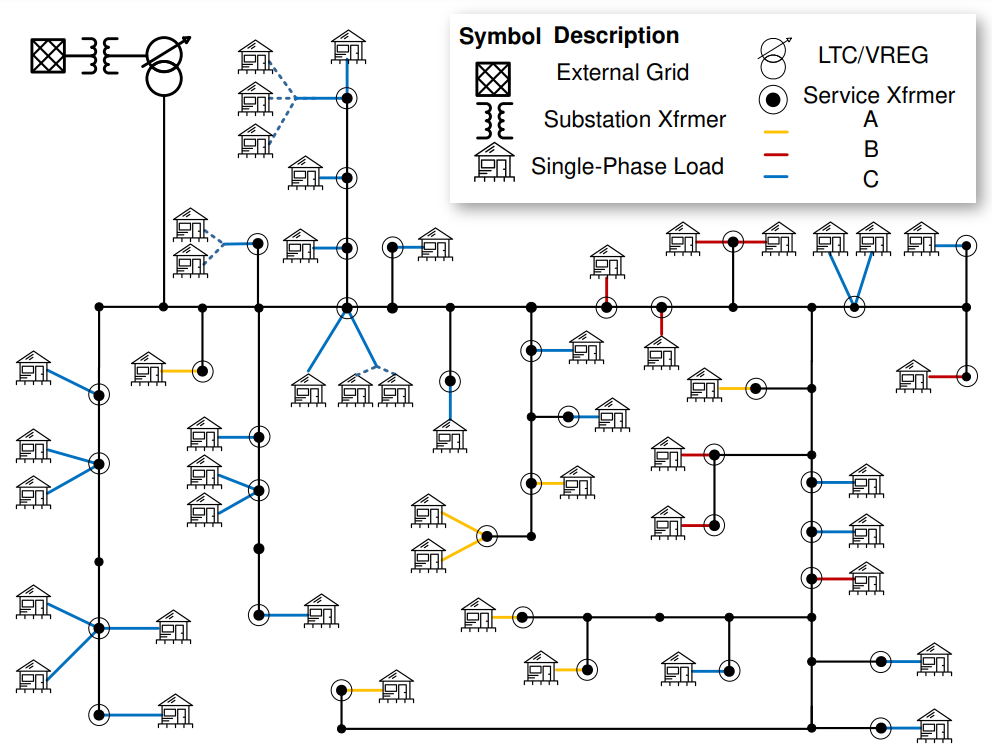 Symbol Description
External Grid
Substation Xfrmer
Single-Phase Load
LTC/VREG
Service Xfrmer
A
B
C